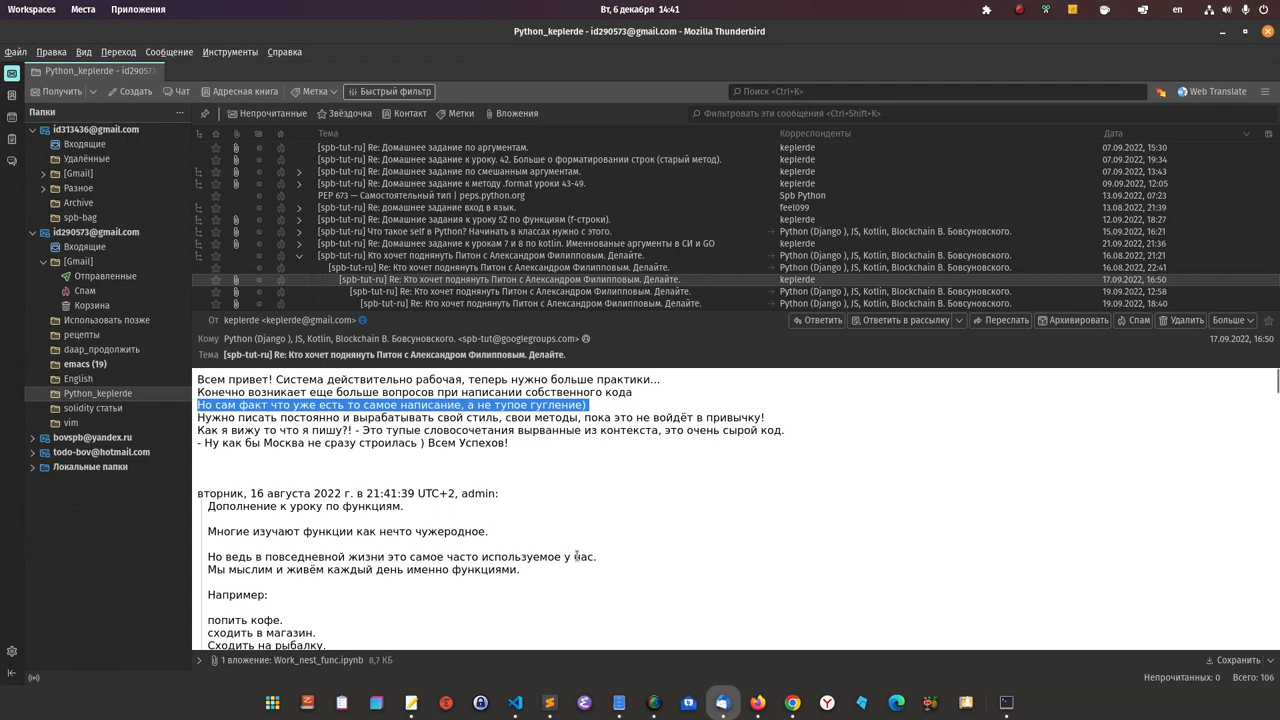 Workspaces Места Приложения Вт, 6 декабря 14:41 en
Python_keplerde - id290573@gmail.com - Mozilla Thunderbird
Файл Правка Вид Переход Сообщение Инструменты Справка
Python_keplerde - id290573
Получить Создать Чат Адресная книга Метка Быстрый фильтр Поиск <Ctrl+K> Web Translate
Папки ... Непрочитанные Звёздочка Контакт Метки Вложения Фильтровать эти сообщения <Ctrl+Shift+K>
Тема Корреспонденты Дата
[spb-tut-ru] Re: Домашнее задание по аргументам. keplerde 07.09.2022, 15:30
[spb-tut-ru] Re: Домашнее задание к уроку. 42. Больше о форматировании строк (старый метод). keplerde 07.09.2022, 19:34
[spb-tut-ru] Re: Домашнее задание по смешанным аргументам. keplerde 07.09.2022, 13:43
[spb-tut-ru] Re: Домашнее задание к методу .format уроки 43-49. keplerde 09.09.2022, 12:05
PEP 673 — Самостоятельный тип | peps.python.org Spb Python 13.09.2022, 07:23
[spb-tut-ru] Re: домашнее задание вход в язык. feel099 13.08.2022, 21:39
[spb-tut-ru] Re: Домашние задания к уроку 52 по функциям (f-строки). keplerde 12.09.2022, 18:27
[spb-tut-ru] Re: Что такое self в Python? Начинать в классах нужно с этого. Python (Django ), JS, Kotlin, Blockchain В. Бовсуновского. 15.09.2022, 16:21
[spb-tut-ru] Re: Домашнее задание к урокам 7 и 8 по kotlin. Именнованые аргументы в СИ и GO keplerde 21.09.2022, 21:36
[spb-tut-ru] Кто хочет поднянуть Питон с Александром Филипповым. Делайте. Python (Django ), JS, Kotlin, Blockchain В. Бовсуновского. 16.08.2022, 21:21
[spb-tut-ru] Re: Кто хочет поднянуть Питон с Александром Филипповым. Делайте. Python (Django ), JS, Kotlin, Blockchain В. Бовсуновского. 16.08.2022, 22:41
[spb-tut-ru] Re: Кто хочет поднянуть Питон с Александром Филипповым. Делайте. keplerde 17.09.2022, 16:50
[spb-tut-ru] Re: Кто хочет поднянуть Питон с Александром Филипповым. Делайте. Python (Django ), JS, Kotlin, Blockchain В. Бовсуновского. 19.09.2022, 12:58
[spb-tut-ru] Re: Кто хочет поднянуть Питон с Александром Филипповым. Делайте. Python (Django ), JS, Kotlin, Blockchain В. Бовсуновского. 19.09.2022, 18:40
id313436@gmail.com
Входящие
Удалённые
[Gmail]
Разное
Archive
spb-bag
id290573@gmail.com
Входящие
[Gmail]
Отправленные
Спам
Корзина
Использовать позже
рецепты
daap_продолжить
emacs (19)
English
Python_keplerde
solidity статьи
vim
bovspb@yandex.ru
todo-bov@hotmail.com
Локальные папки
От keplerde <keplerde@gmail.com> Ответить Ответить в рассылку Переслать Архивировать Спам Удалить Больше
Кому Python (Django ), JS, Kotlin, Blockchain В. Бовсуновского. <spb-tut@googlegroups.com> 17.09.2022, 16:50
Тема [spb-tut-ru] Re: Кто хочет поднянуть Питон с Александром Филипповым. Делайте.
Всем привет! Система действительно рабочая, теперь нужно больше практики...
Конечно возникает еще больше вопросов при написании собственного кода
Но сам факт что уже есть то самое написание, а не тупое гугление)
Нужно писать постоянно и вырабатывать свой стиль, свои методы, пока это не войдёт в привычку!
Как я вижу то что я пишу?! - Это тупые словосочетания вырванные из контекста, это очень сырой код.
- Ну как бы Москва не сразу строилась ) Всем Успехов!
вторник, 16 августа 2022 г. в 21:41:39 UTC+2, admin:
Дополнение к уроку по функциям.
Многие изучают функции как нечто чужеродное.
Но ведь в повседневной жизни это самое часто используемое у нас.
Мы мыслим и живём каждый день именно функциями.
Например:
попить кофе.
сходить в магазин.
Сходить на рыбалку.
1 вложение: Work_nest_func.ipynb 8,7 КБ Сохранить
Непрочитанных: 0 Всего: 106